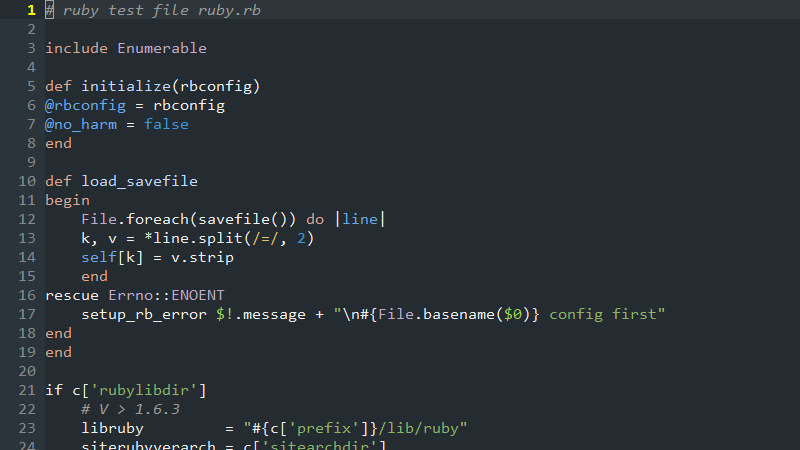 1 # ruby test file ruby.rb
2
3 include Enumerable
4
5 def initialize(rbconfig)
6 @rbconfig = rbconfig
7 @no_harm = false
8 end
9
10 def load_savefile
11 begin
12     File.foreach(savefile()) do |line|
13     k, v = *line.split(/=/, 2)
14     self[k] = v.strip
15     end
16 rescue Errno::ENOENT
17     setup_rb_error $!.message + "\n#{File.basename($0)} config first"
18 end
19 end
20
21 if c['rubylibdir']
22     # V > 1.6.3
23     libruby         = "#{c['prefix']}/lib/ruby"
24     siterubyverarch = c['sitearchdir']